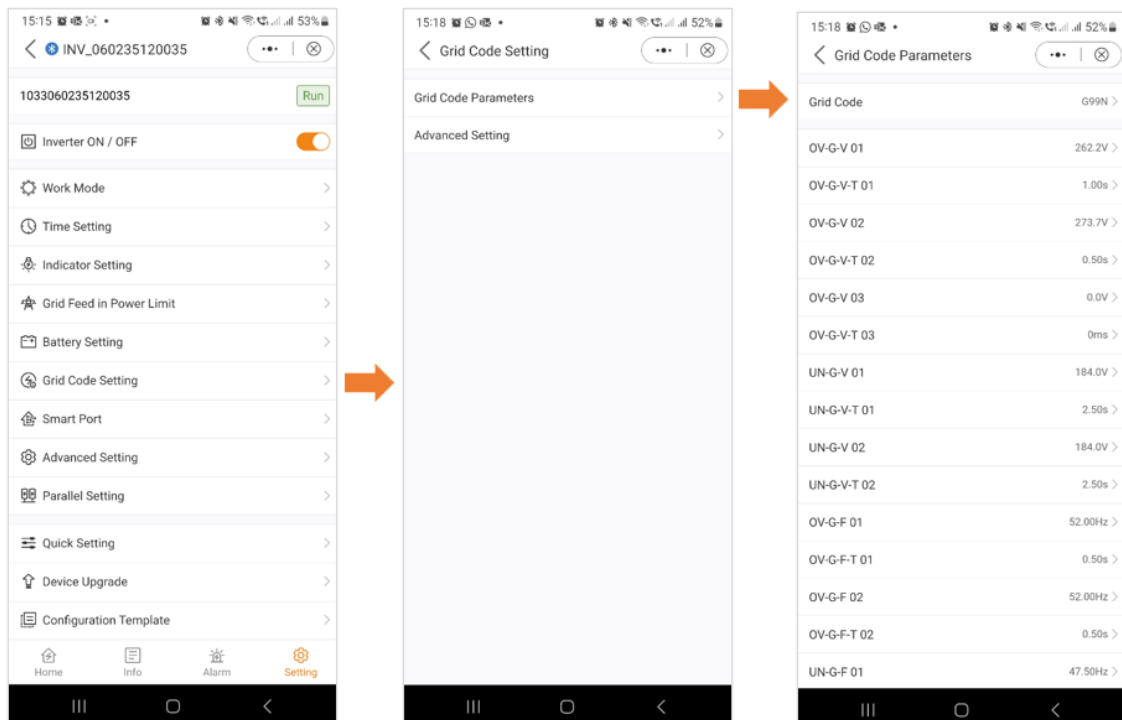 15:15
53%
INV_060235120035
1033060235120035
Run
Inverter ON / OFF
Work Mode
Time Setting
Indicator Setting
Grid Feed in Power Limit
Battery Setting
Grid Code Setting
Smart Port
Advanced Setting
Parallel Setting
Quick Setting
Device Upgrade
Configuration Template
Home Info Alarm Setting
15:18
52%
Grid Code Setting
Grid Code Parameters
Advanced Setting
15:18
52%
Grid Code Parameters
Grid Code G99N
OV-G-V 01 262.2V
OV-G-V-T 01 1.00s
OV-G-V 02 273.7V
OV-G-V-T 02 0.50s
OV-G-V 03 0.0V
OV-G-V-T 03 0ms
UN-G-V 01 184.0V
UN-G-V-T 01 2.50s
UN-G-V 02 184.0V
UN-G-V-T 02 2.50s
OV-G-F 01 52.00Hz
OV-G-F-T 01 0.50s
OV-G-F 02 52.00Hz
OV-G-F-T 02 0.50s
UN-G-F 01 47.50Hz